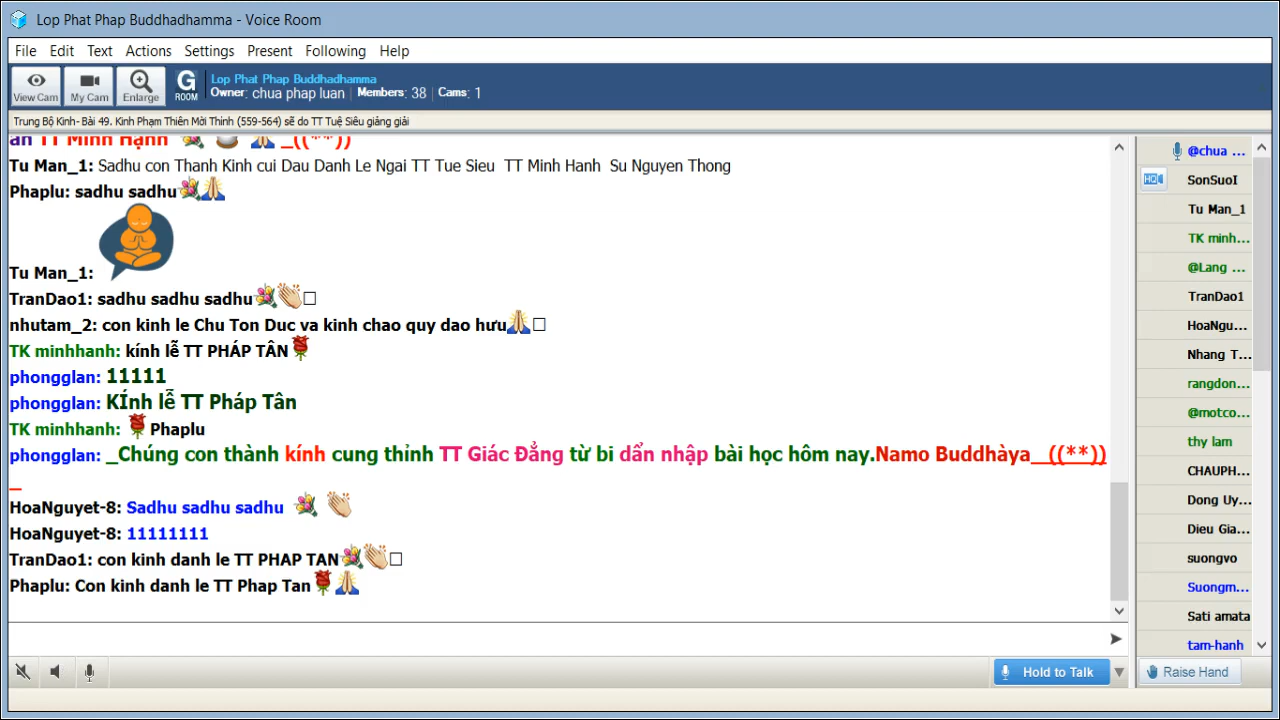 Lop Phat Phap Buddhadhamma - Voice Room
File Edit Text Actions Settings Present Following Help
View Cam My Cam Enlarge G ROOM
Lop Phat Phap Buddhadhamma
Owner: chua phap luan Members: 38 Cams: 1
Trung Bộ Kinh- Bài 49. Kinh Phạm Thiên Mời Thỉnh (559-564) sẽ do TT Tuệ Siêu giảng giải
an TT Minh Hạnh _((**))
Tu Man_1: Sadhu con Thanh Kinh cui Dau Danh Le Ngai TT Tue Sieu TT Minh Hanh Su Nguyen Thong
Phaplu: sadhu sadhu
Tu Man_1:
TranDao1: sadhu sadhu sadhu
nhutam_2: con kinh le Chu Ton Duc va kinh chao quy dao hưu
TK minhhanh: kính lễ TT PHÁP TÂN
phongglan: 11111
phongglan: KÍnh lễ TT Pháp Tân
TK minhhanh: Phaplu
phongglan: _Chúng con thành kính cung thỉnh TT Giác Đẳng từ bi dẩn nhập bài học hôm nay.Namo Buddhàya_ ((**))
_
HoaNguyet-8: Sadhu sadhu sadhu
HoaNguyet-8: 11111111
TranDao1: con kinh danh le TT PHAP TAN
Phaplu: Con kinh danh le TT Phap Tan
@chua ...
HQ
SonSuoI
Tu Man_1
TK minh...
@Lang ...
TranDao1
HoaNgu...
Nhang T...
rangdon...
@motco...
thy lam
CHAUPH...
Dong Uy...
Dieu Gia...
suongvo
Suongm...
Sati amata
tam-hanh
Hold to Talk
Raise Hand